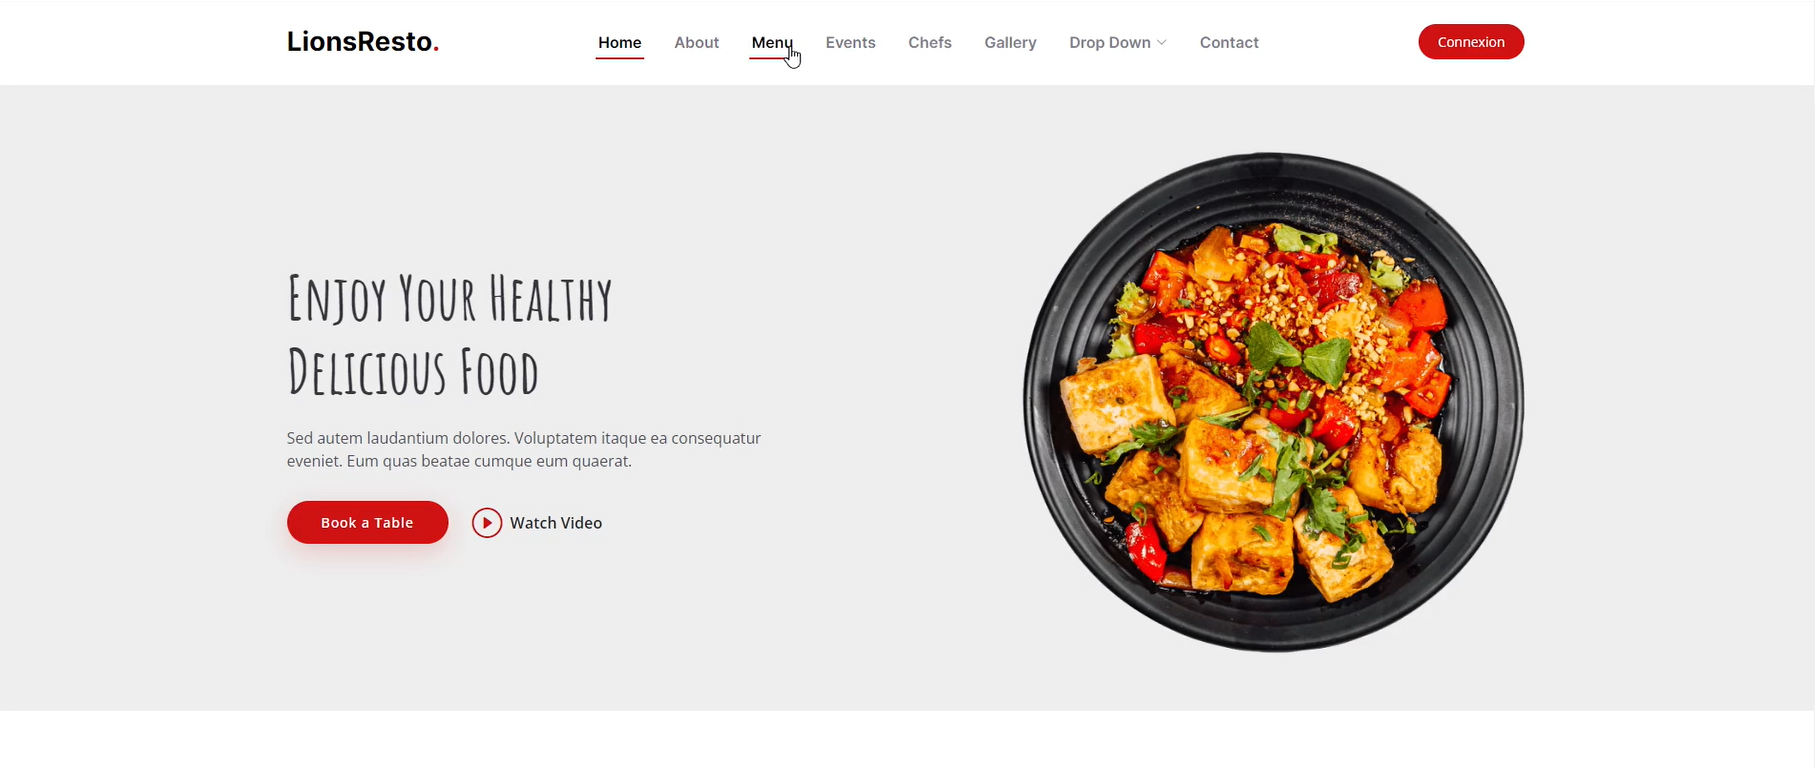 LionsResto.
Home About Menu Events Chefs Gallery Drop Down Contact
Connexion
Enjoy Your Healthy
Delicious Food
Sed autem laudantium dolores. Voluptatem itaque ea consequatur
eveniet. Eum quas beatae cumque eum quaerat.
Book a Table
Watch Video